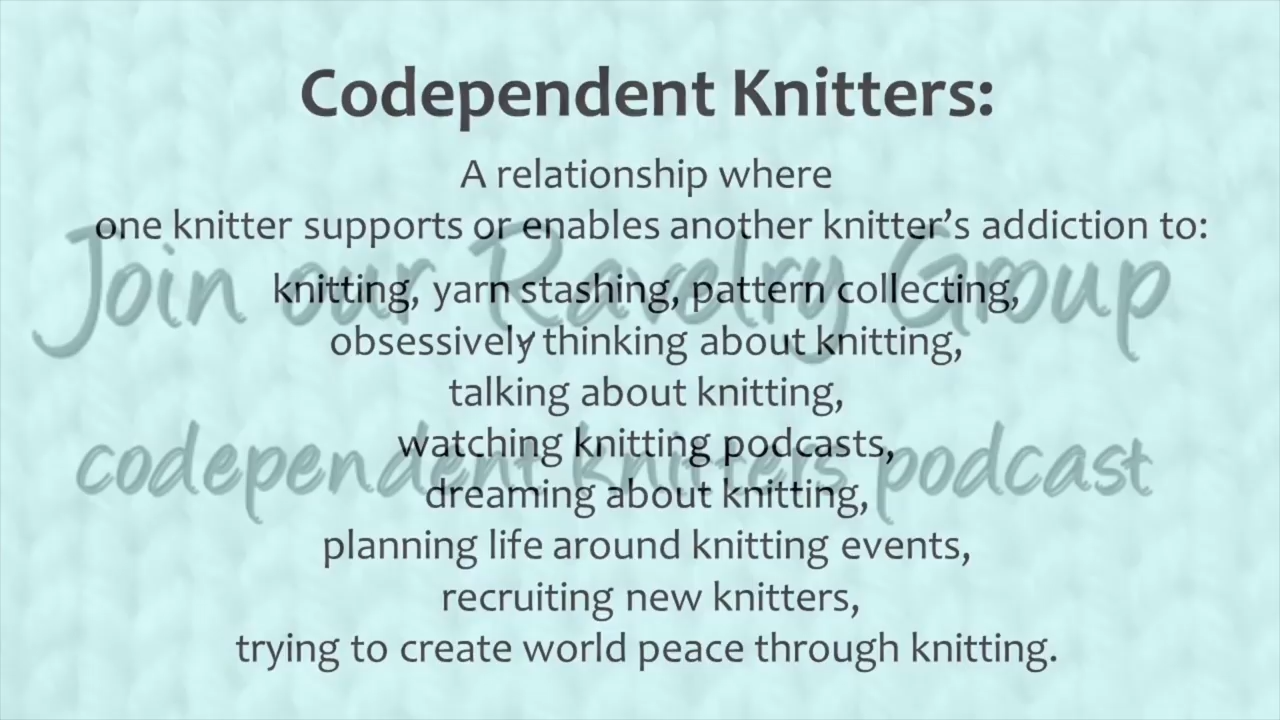 Codependent Knitters:
A relationship where
one knitter supports or enables another knitter's addiction to:
Join our Ravelry Group
knitting, yarn stashing, pattern collecting,
obsessively thinking about knitting,
talking about knitting,
watching knitting podcasts,
codependent knitters podcast
dreaming about knitting,
planning life around knitting events,
recruiting new knitters,
trying to create world peace through knitting.